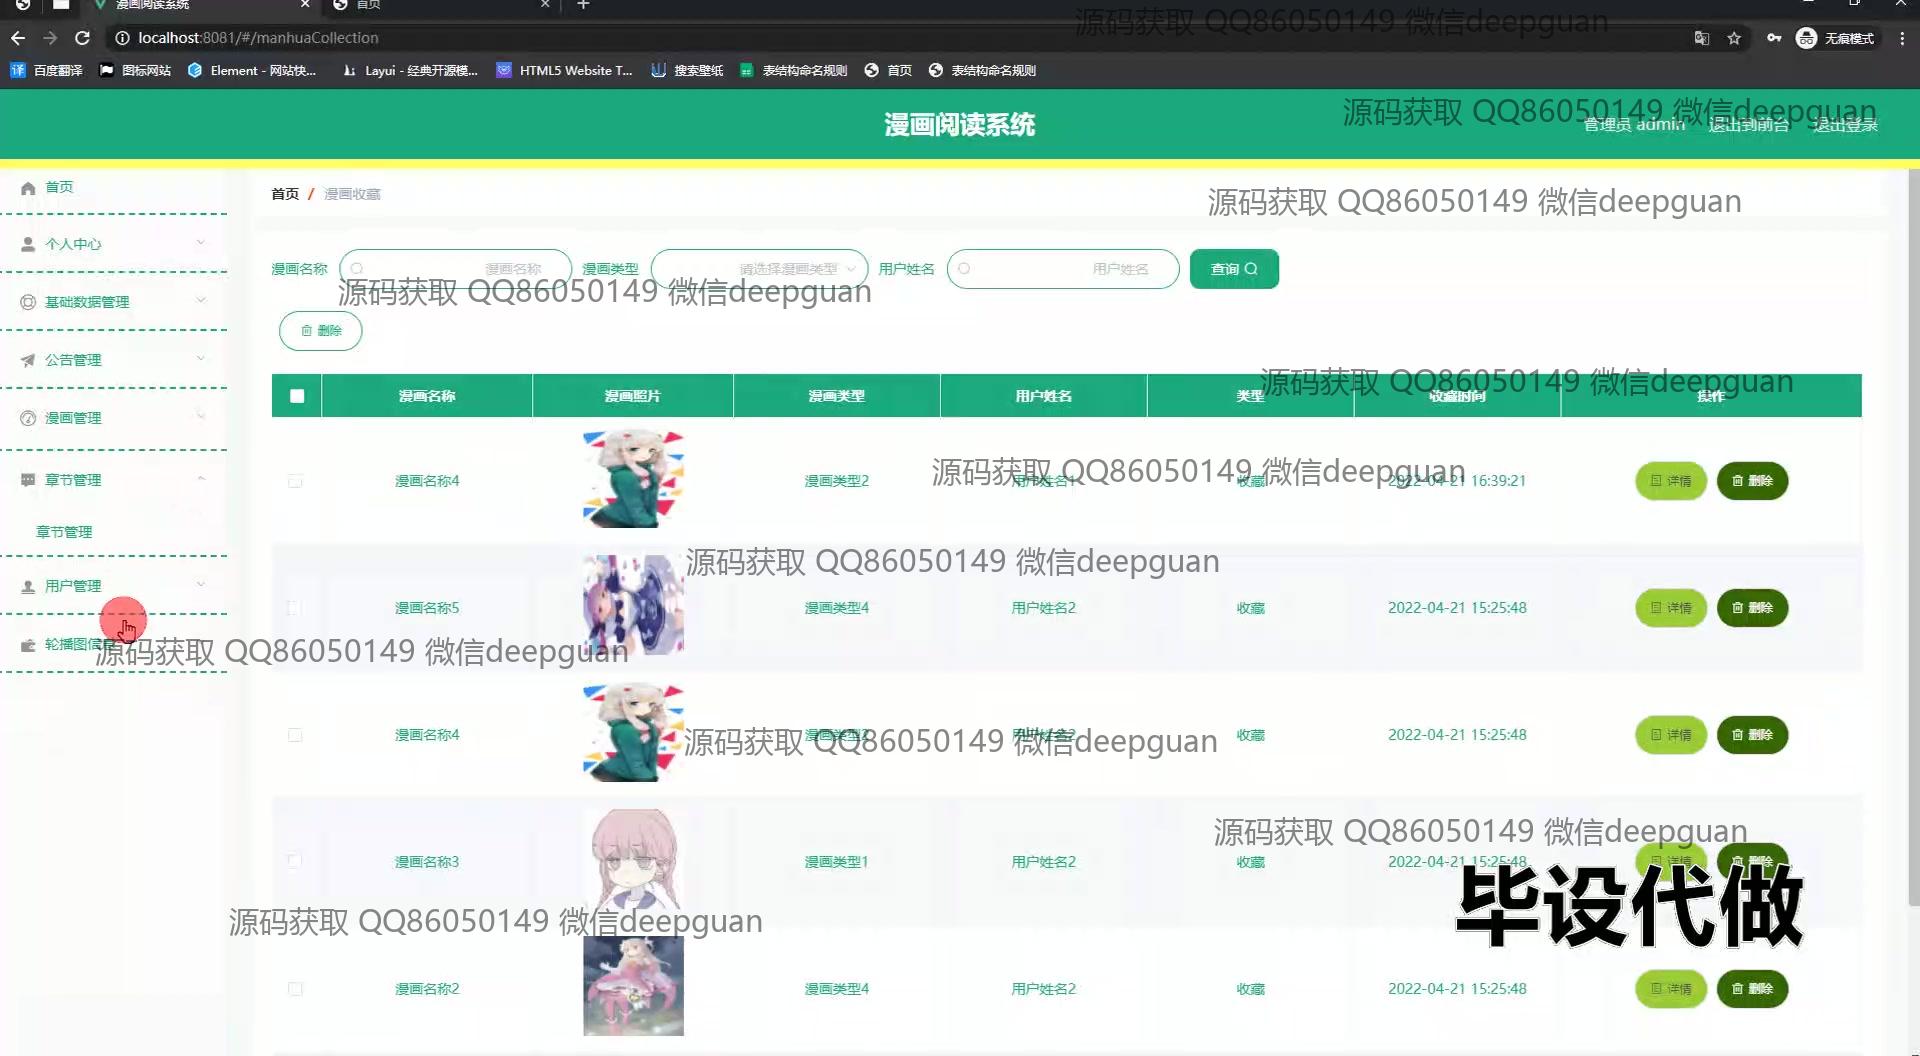 漫画阅读系统
首页
源码获取 QQ86050149 微信deepguan
localhost:8081/#/manhuaCollection
无痕模式
百度翻译
图标网站
Element - 网站快...
Layui - 经典开源模...
HTML5 Website T...
搜索壁纸
表结构命名规则
首页
表结构命名规则
漫画阅读系统
源码获取 QQ86050149 微信deepguan
管理员 admin 退出到前台 退出登录
首页
个人中心
基础数据管理
公告管理
漫画管理
章节管理
章节管理
用户管理
轮播图信息
首页 / 漫画收藏
源码获取 QQ86050149 微信deepguan
漫画名称 漫画名称 漫画类型 请选择漫画类型 用户姓名 用户姓名 查询
源码获取 QQ86050149 微信deepguan
删除
源码获取 QQ86050149 微信deepguan
漫画名称 漫画照片 漫画类型 用户姓名 类型 收藏时间 操作
源码获取 QQ86050149 微信deepguan
漫画名称4 漫画类型2 用户姓名1 收藏 2022-04-21 16:39:21 详情 删除
源码获取 QQ86050149 微信deepguan
漫画名称5 漫画类型4 用户姓名2 收藏 2022-04-21 15:25:48 详情 删除
源码获取 QQ86050149 微信deepguan
漫画名称4 漫画类型2 用户姓名2 收藏 2022-04-21 15:25:48 详情 删除
源码获取 QQ86050149 微信deepguan
源码获取 QQ86050149 微信deepguan
漫画名称3 漫画类型1 用户姓名2 收藏 2022-04-21 15:25:48 详情 删除
毕设代做
源码获取 QQ86050149 微信deepguan
漫画名称2 漫画类型4 用户姓名2 收藏 2022-04-21 15:25:48 详情 删除